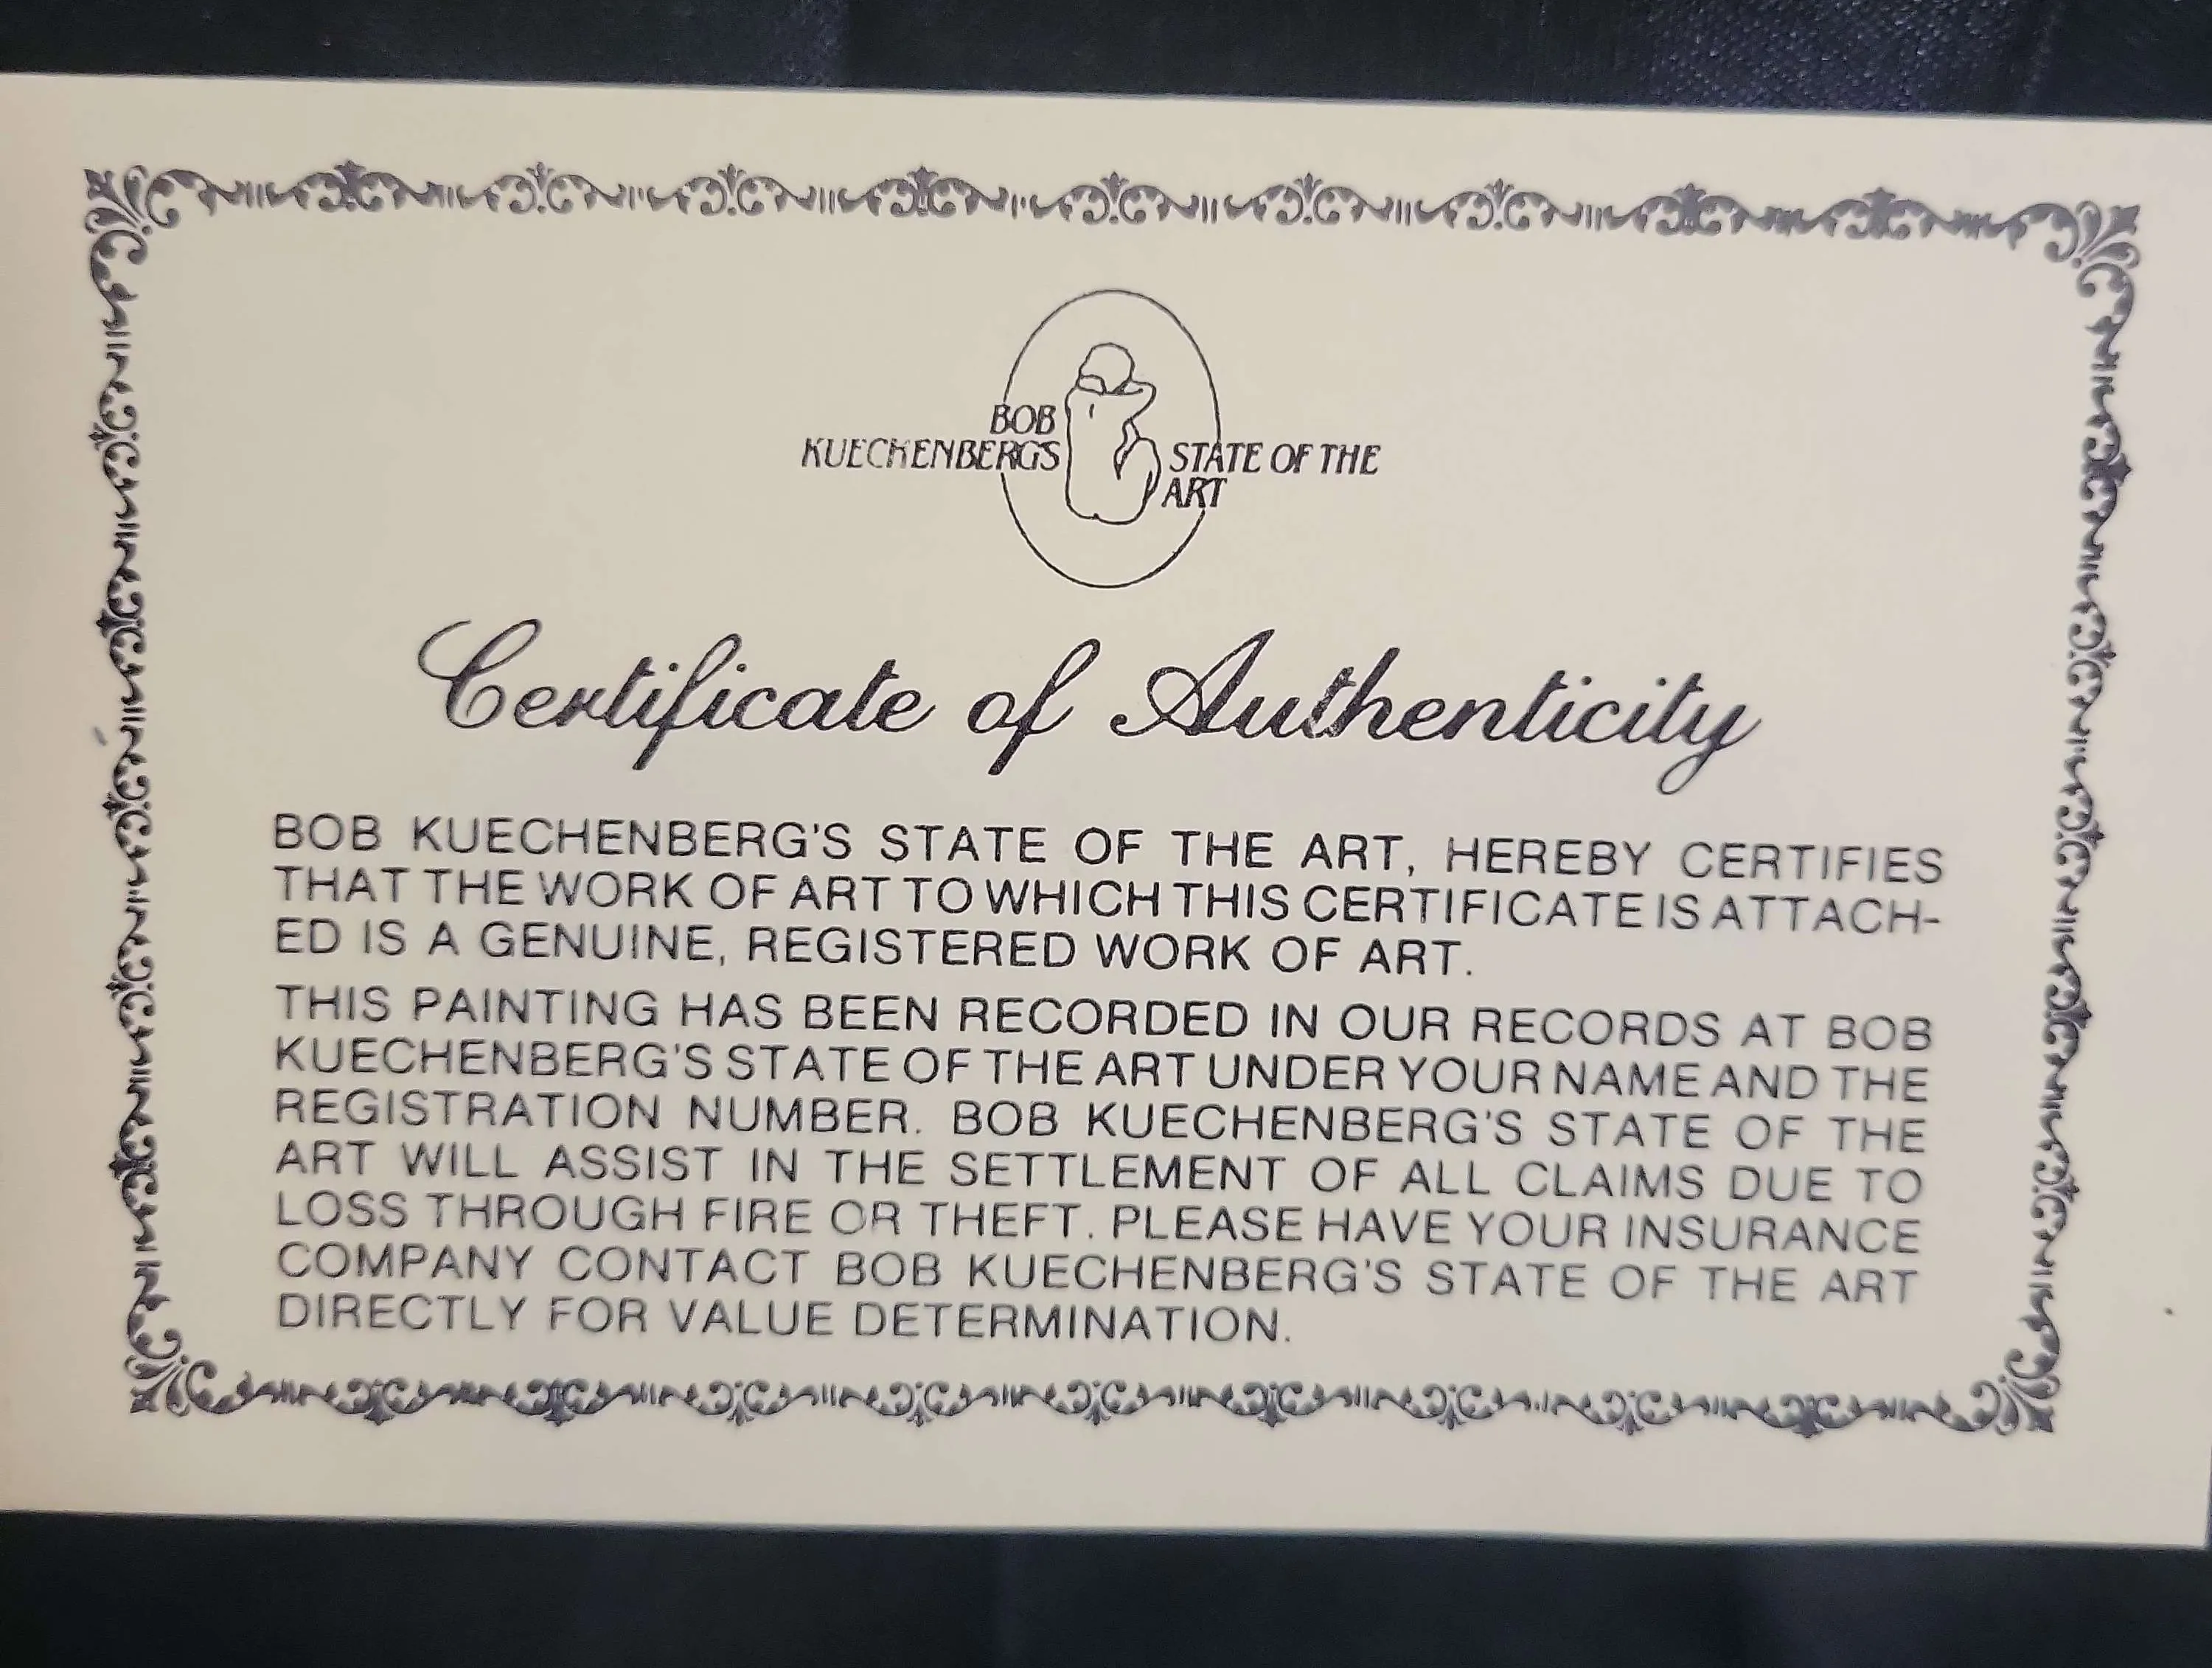 BOB
KUECHENBERG'S
STATE OF THE
ART
Certificate of Authenticity
BOB KUECHENBERG'S STATE OF THE ART, HEREBY CERTIFIES
THAT THE WORK OF ART TO WHICH THIS CERTIFICATE IS ATTACH-
ED IS A GENUINE, REGISTERED WORK OF ART.
THIS PAINTING HAS BEEN RECORDED IN OUR RECORDS AT BOB
KUECHENBERG'S STATE OF THE ART UNDER YOUR NAME AND THE
REGISTRATION NUMBER. BOB KUECHENBERG'S STATE OF THE
ART WILL ASSIST IN THE SETTLEMENT OF ALL CLAIMS DUE TO
LOSS THROUGH FIRE OR THEFT. PLEASE HAVE YOUR INSURANCE
COMPANY CONTACT BOB KUECHENBERG'S STATE OF THE ART
DIRECTLY FOR VALUE DETERMINATION.